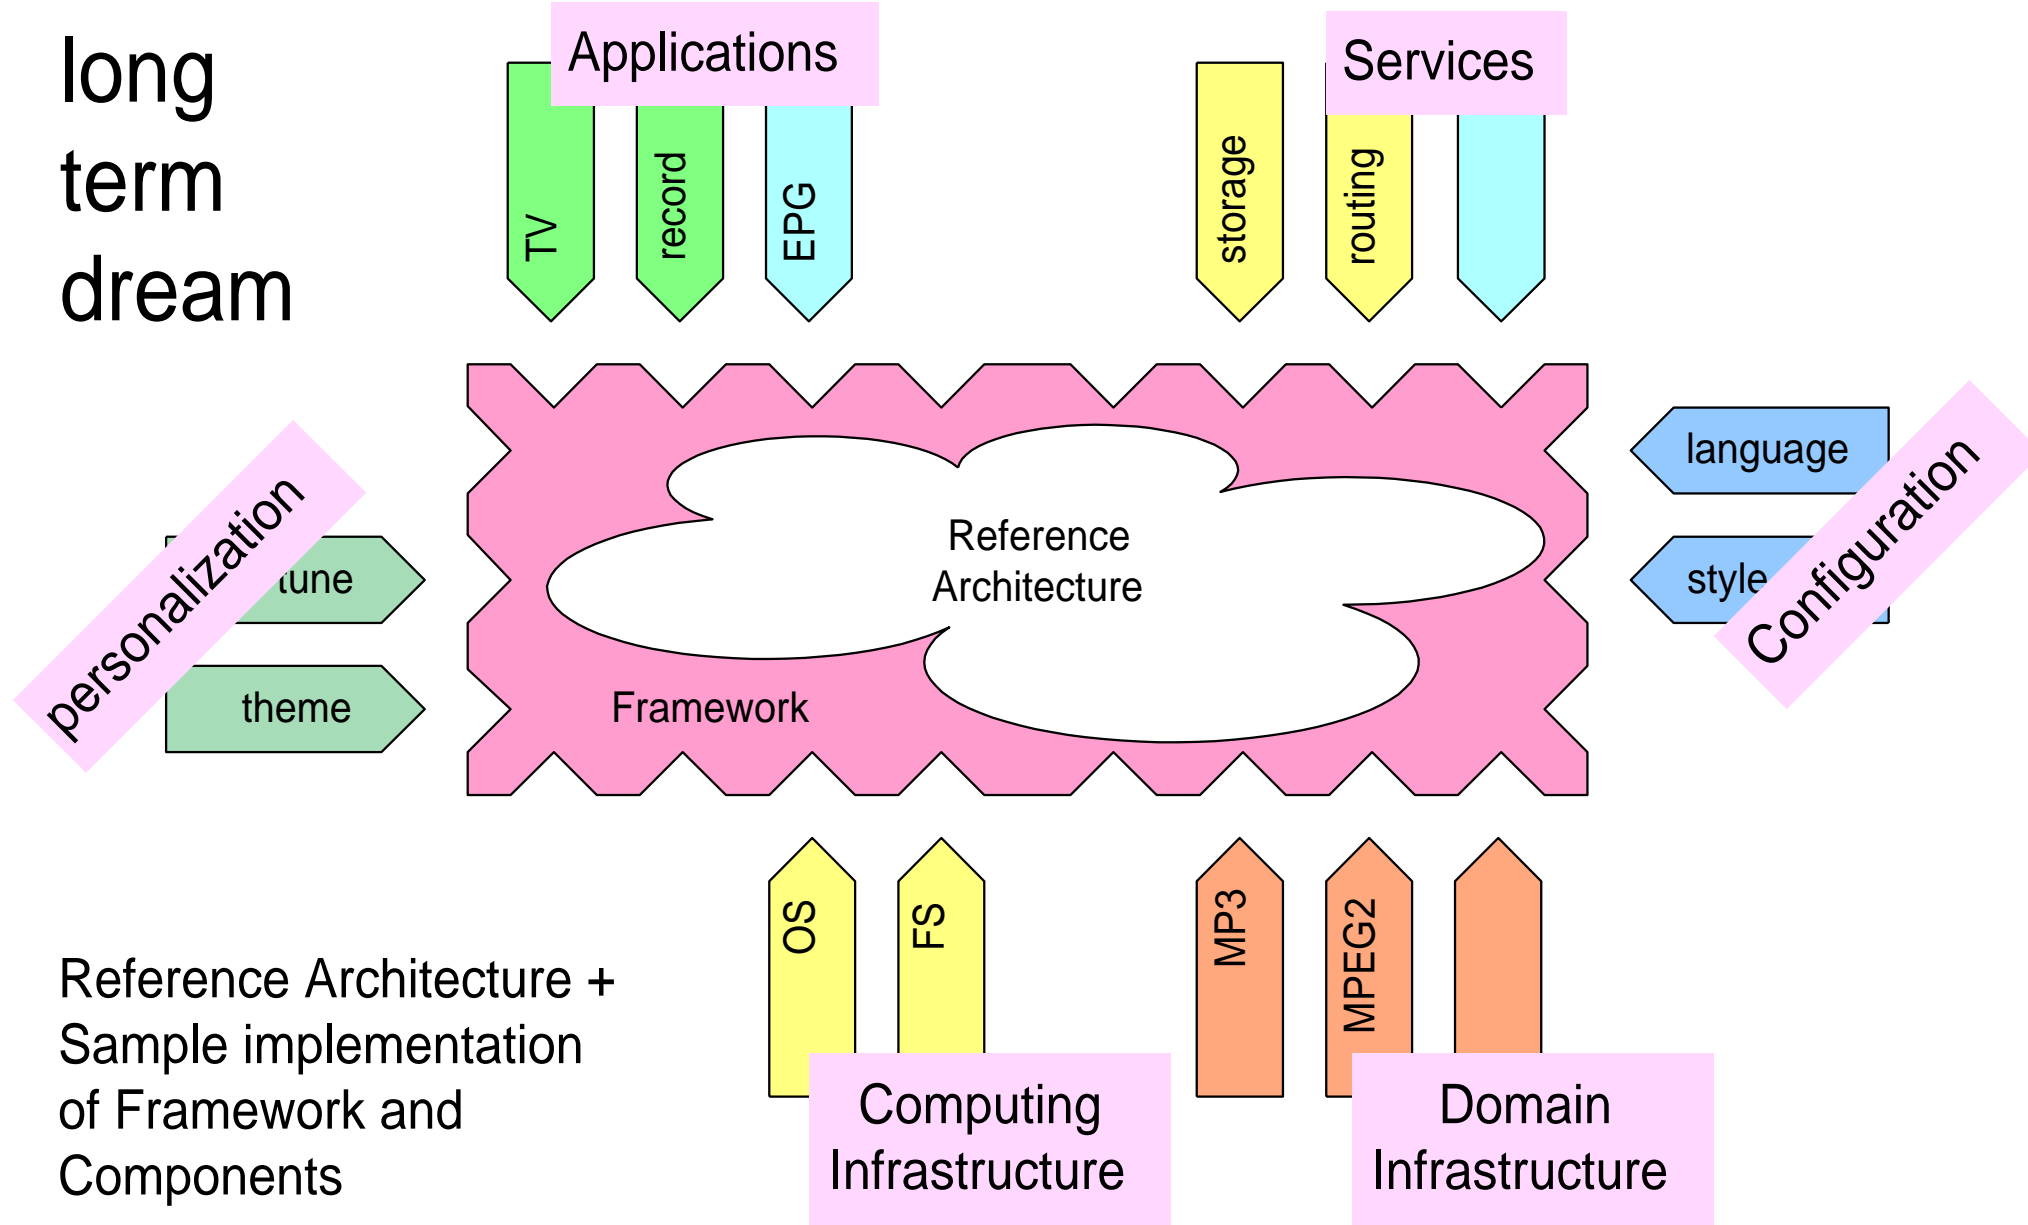 long
term
dream
Applications
Services
TV
record
EPG
storage
routing
personalization
tune
theme
Reference
Architecture
Framework
language
style
Configuration
OS
FS
MP3
MPEG2
Computing
Infrastructure
Domain
Infrastructure
Reference Architecture +
Sample implementation
of Framework and
Components